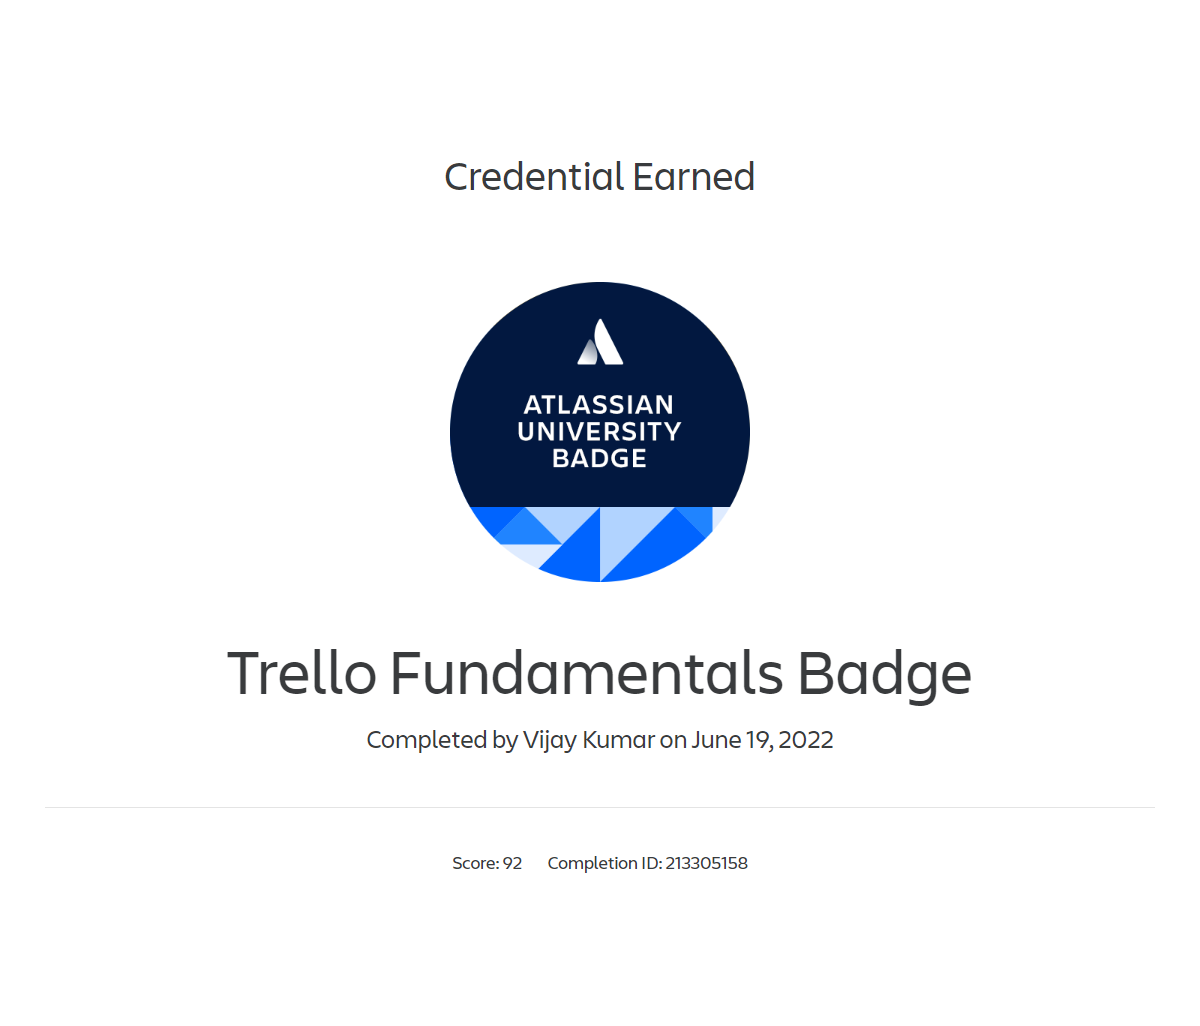 Credential Earned
ATLASSIAN
UNIVERSITY
BADGE
Trello Fundamentals Badge
Completed by Vijay Kumar on June 19, 2022
Score: 92 Completion ID: 213305158